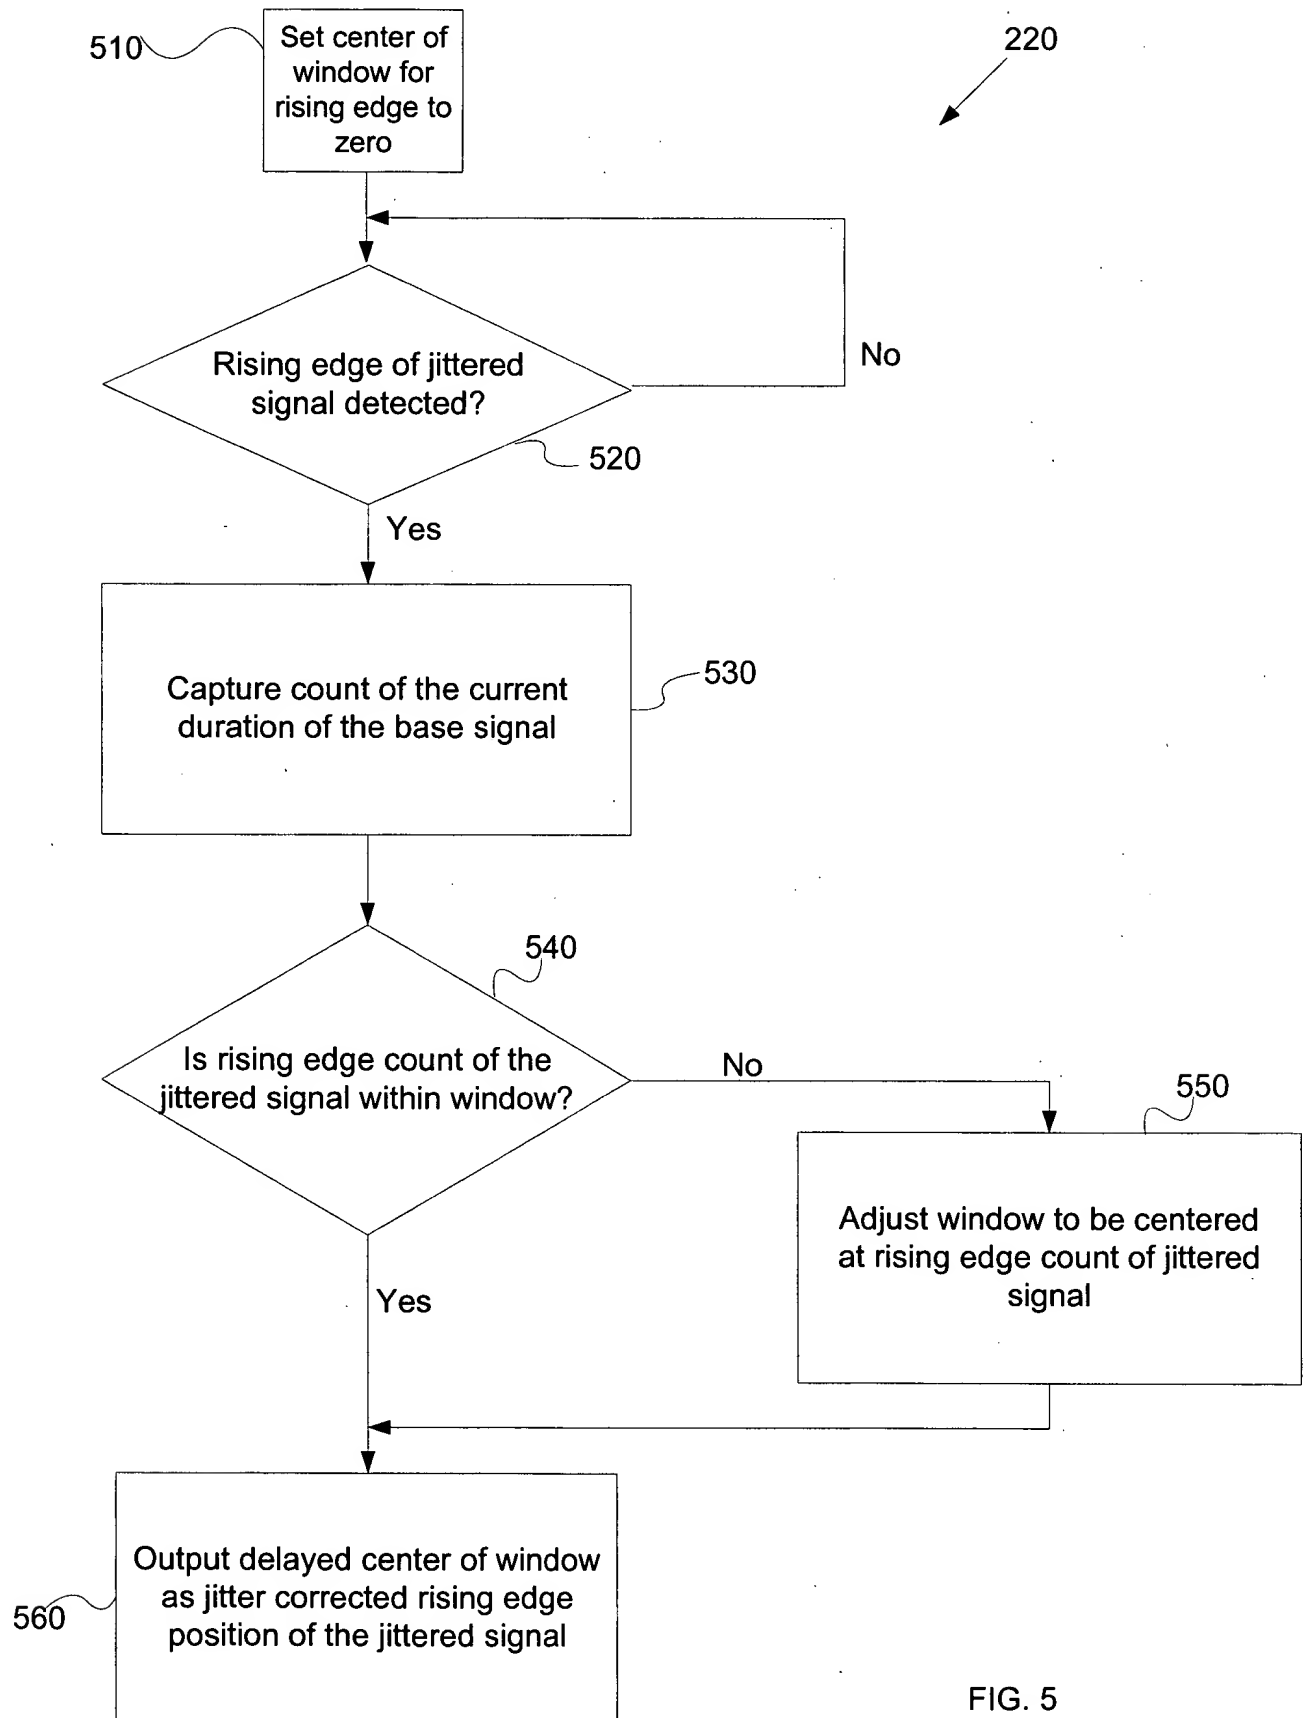 510
Set center of
window for
rising edge to
zero
220
Rising edge of jittered
signal detected?
No
520
Yes
Capture count of the current
duration of the base signal
530
540
Is rising edge count of the
jittered signal within window?
No
550
Adjust window to be centered
at rising edge count of jittered
signal
Yes
Output delayed center of window
as jitter corrected rising edge
position of the jittered signal
560
FIG. 5